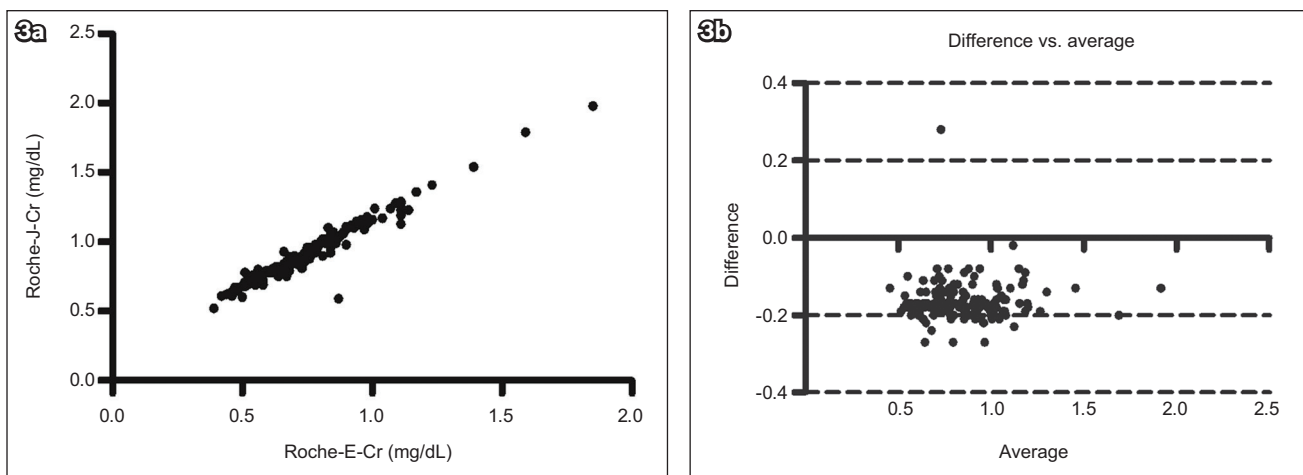 3a
2.5
2.0
1.5
1.0
0.5
0.0
Roche-J-Cr (mg/dL)
0.0 0.5 1.0 1.5 2.0
Roche-E-Cr (mg/dL)
3b
Difference vs. average
0.4
0.2
0.0
-0.2
-0.4
Difference
0.5 1.0 1.5 2.0 2.5
Average